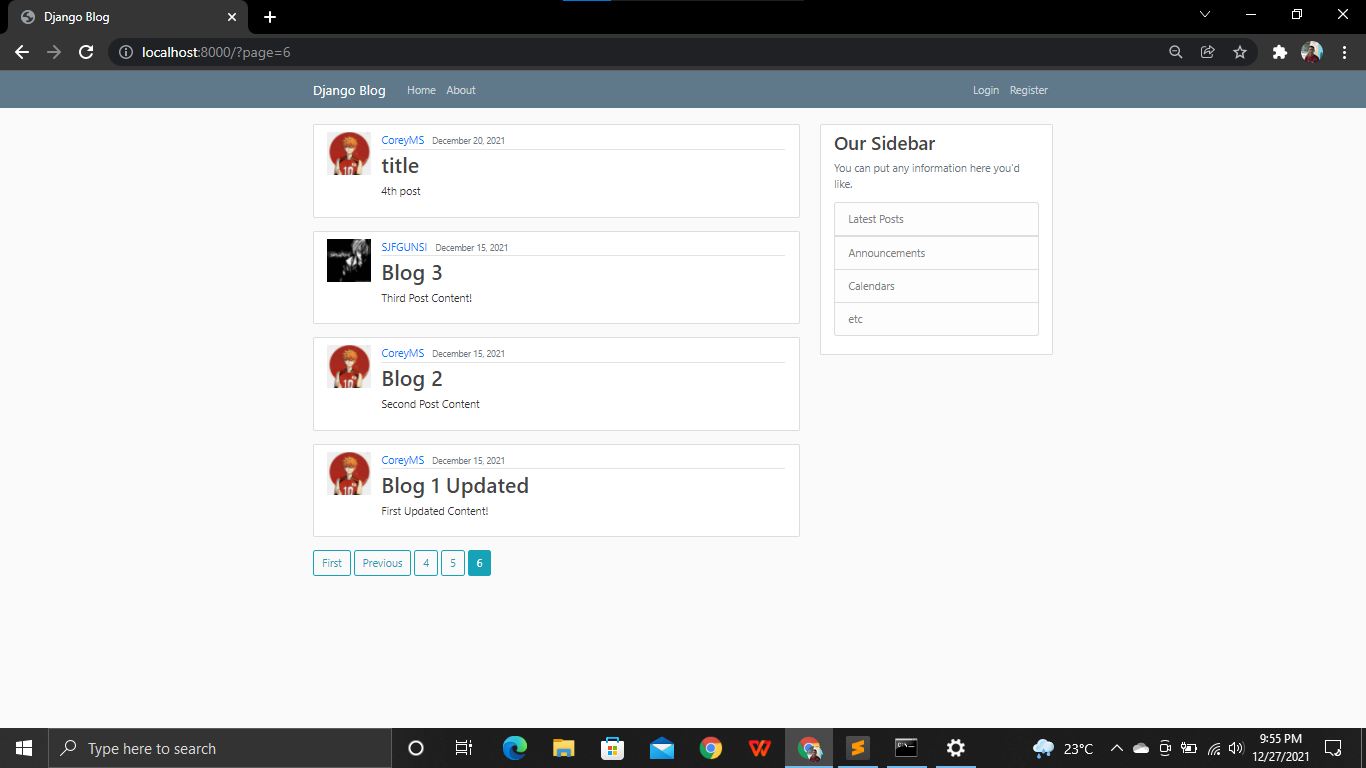 Django Blog
localhost:8000/?page=6
Django Blog Home About Login Register
CoreyMS December 20, 2021
title
4th post
SJFGUNSI December 15, 2021
Blog 3
Third Post Content!
CoreyMS December 15, 2021
Blog 2
Second Post Content
CoreyMS December 15, 2021
Blog 1 Updated
First Updated Content!
First Previous 4 5 6
Our Sidebar
You can put any information here you'd
like.
Latest Posts
Announcements
Calendars
etc
Type here to search
23°C
9:55 PM
12/27/2021